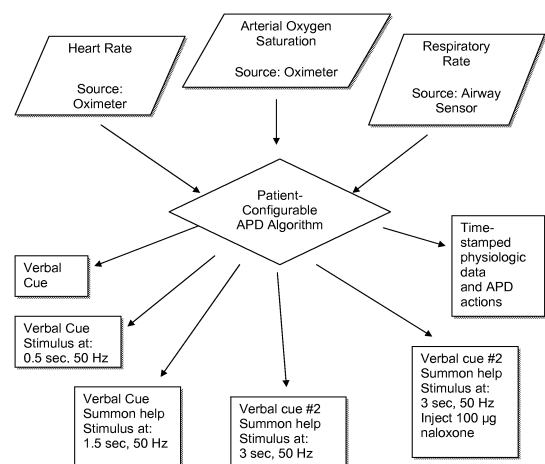 Heart Rate
Source:
Oximeter
Arterial Oxygen
Saturation
Source: Oximeter
Respiratory
Rate
Source: Airway
Sensor
Patient-
Configurable
APD Algorithm
Time-
stamped
physiologic
data
and APD
actions
Verbal
Cue
Verbal Cue
Stimulus at:
0.5 sec. 50 Hz
Verbal Cue
Summon help
Stimulus at:
1.5 sec, 50 Hz
Verbal cue #2
Summon help
Stimulus at:
3 sec, 50 Hz
Verbal cue #2
Summon help
Stimulus at:
3 sec, 50 Hz
Inject 100 µg
naloxone